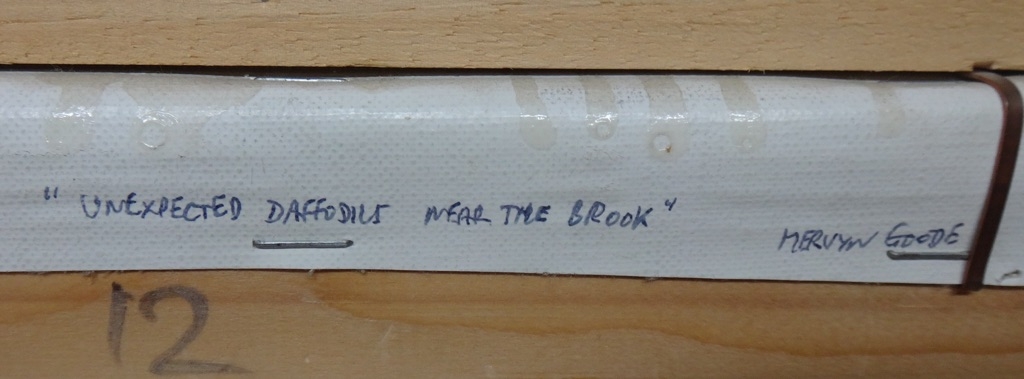 " UNEXPECTED DAFFODILS NEAR THE BROOK "
MERVYN GOODE
12